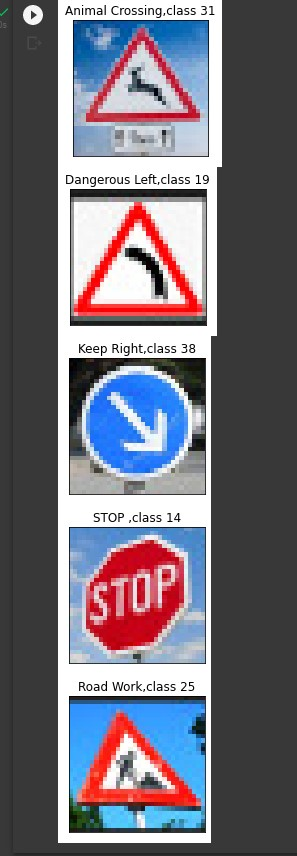 Animal Crossing,class 31
Dangerous Left,class 19
Keep Right,class 38
STOP ,class 14
STOP
Road Work,class 25